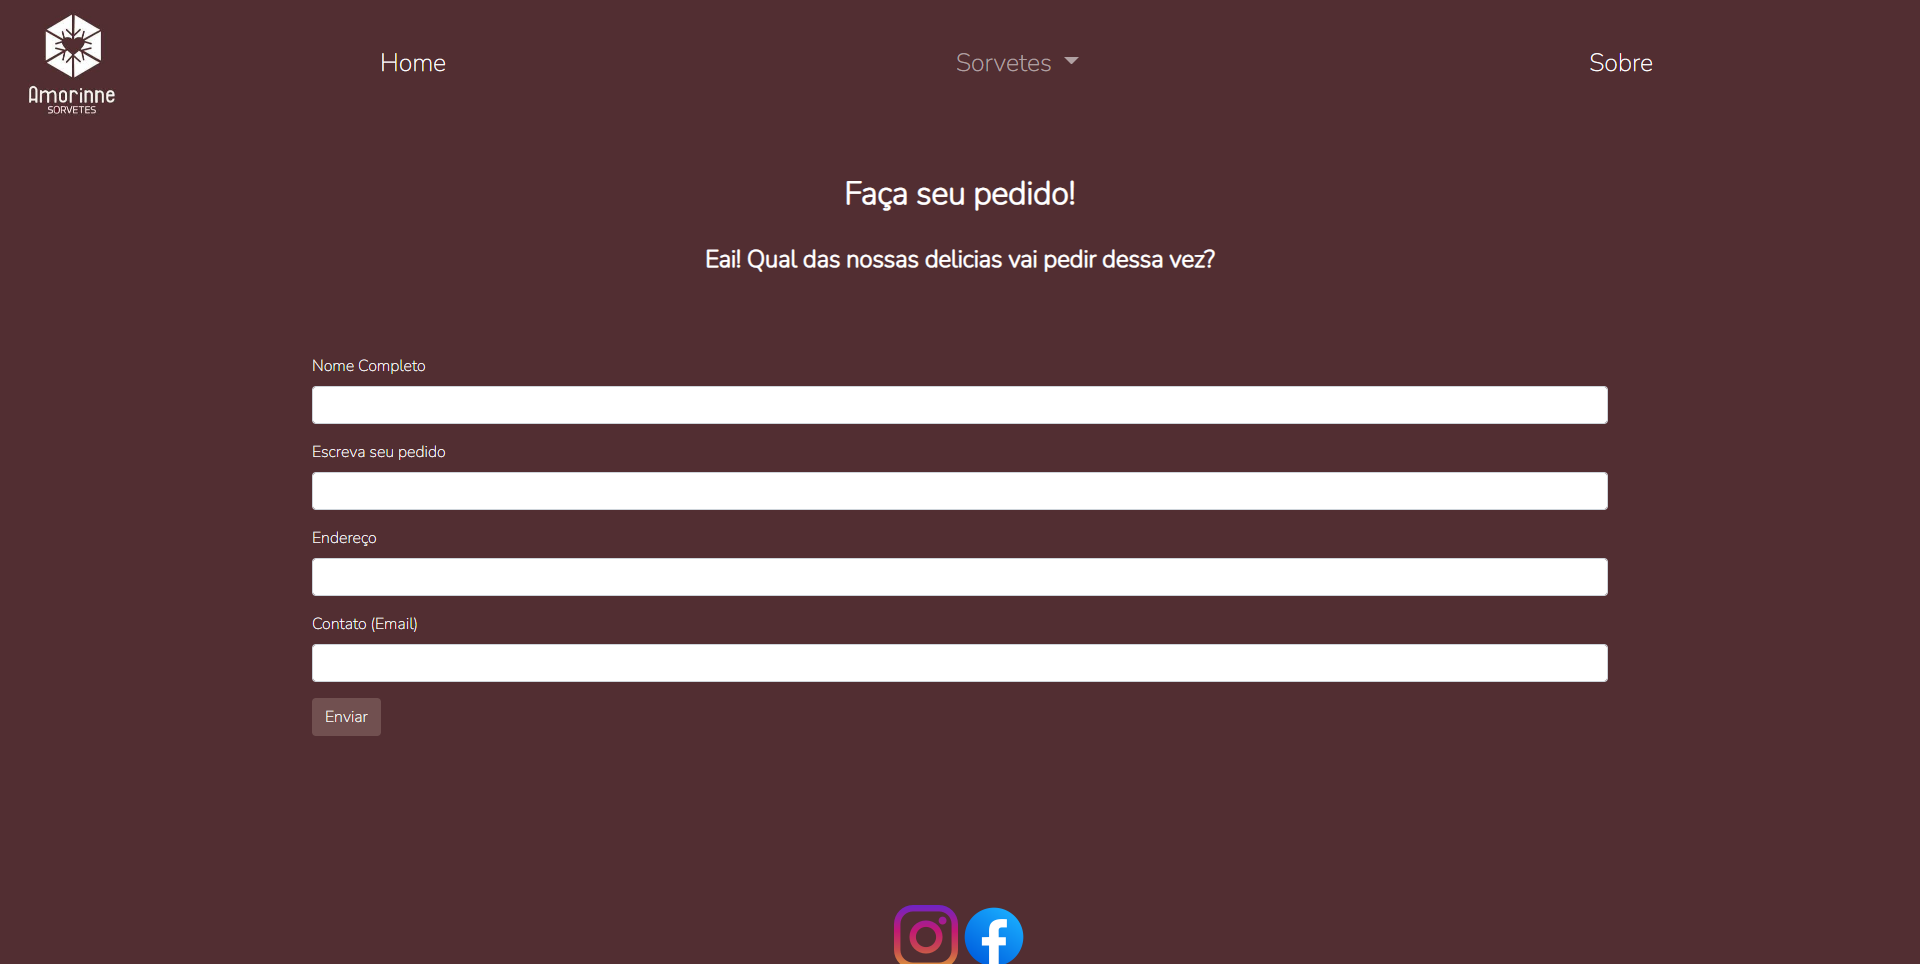 Amorinne
SORVETES
Home
Sorvetes
Sobre
Faça seu pedido!
Eai! Qual das nossas delicias vai pedir dessa vez?
Nome Completo
Escreva seu pedido
Endereço
Contato (Email)
Enviar